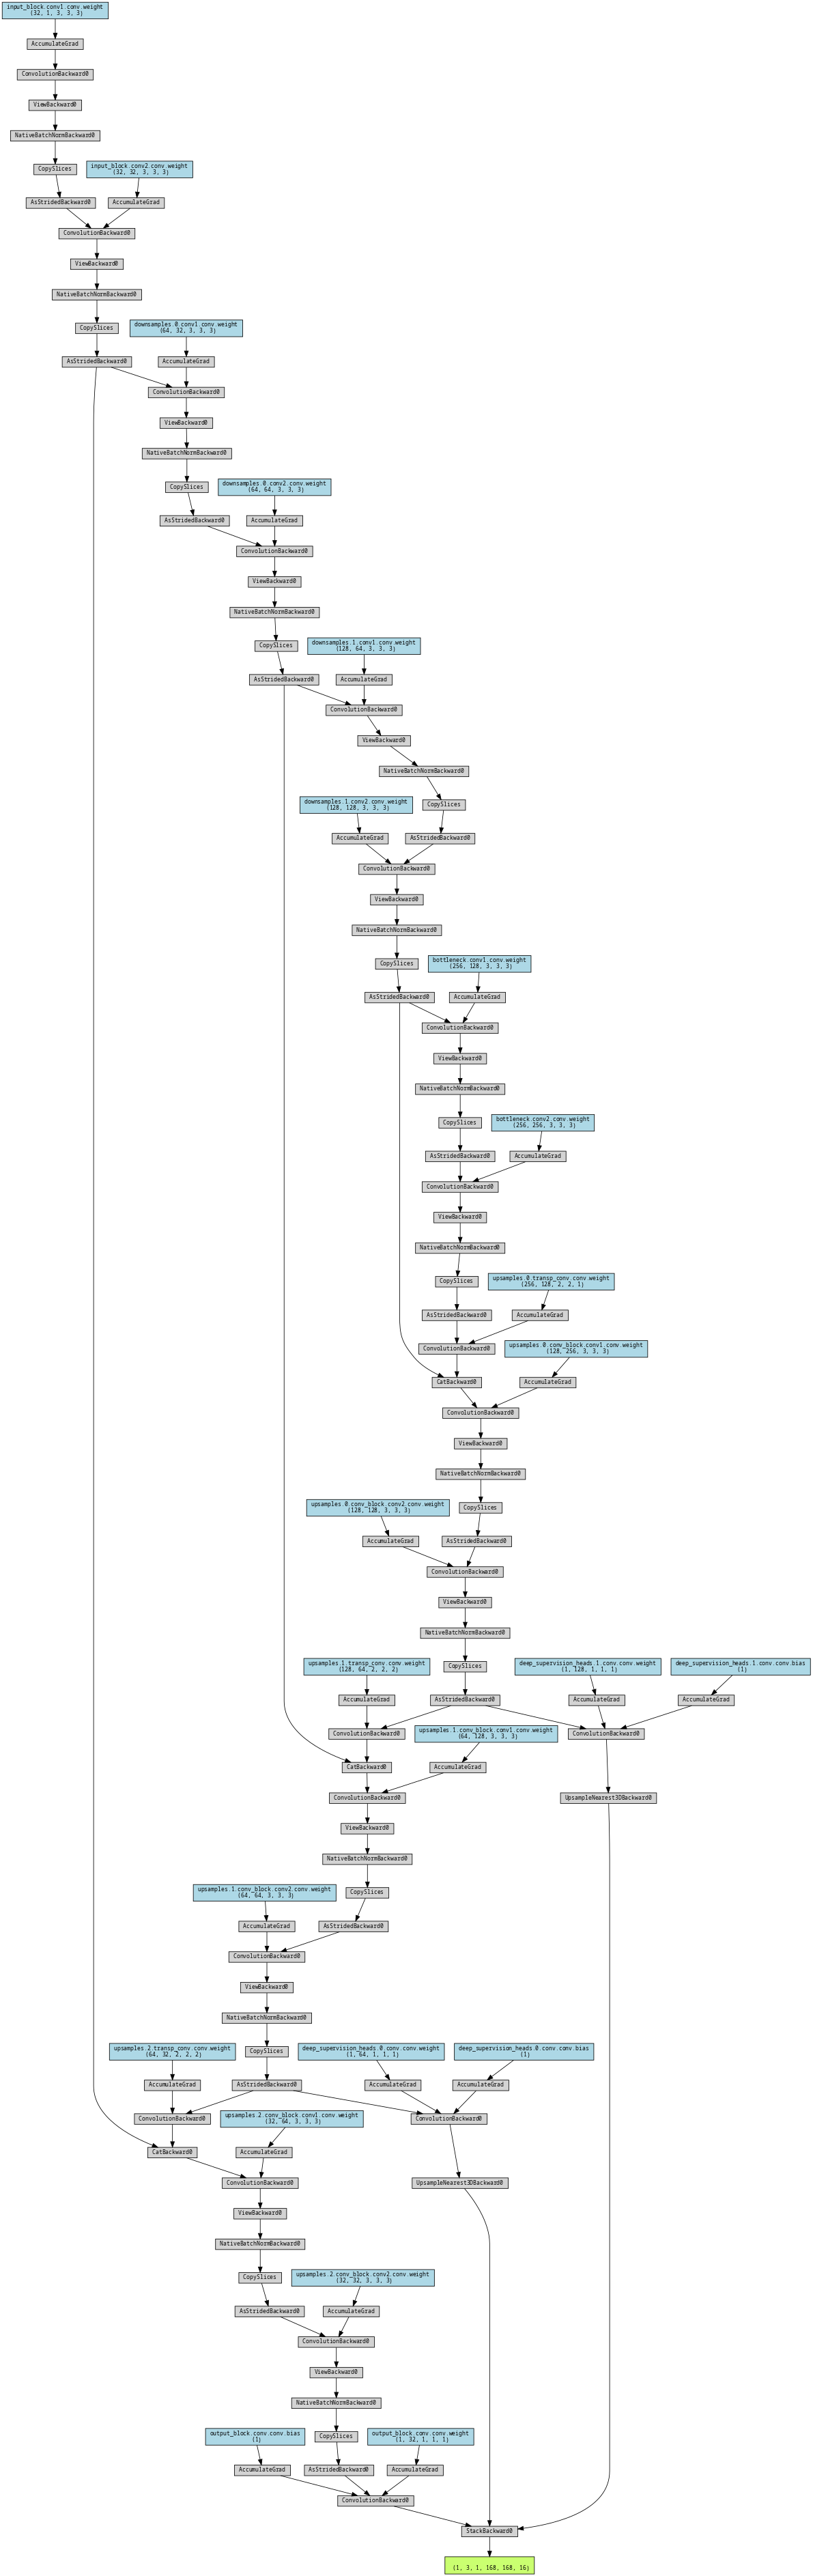 input_block.conv1.conv.weight
(32, 1, 3, 3, 3)
AccumulateGrad
ConvolutionBackward0
ViewBackward0
NativeBatchNormBackward0
CopySlices
input_block.conv2.conv.weight
(32, 32, 3, 3, 3)
AsStridedBackward0
AccumulateGrad
ConvolutionBackward0
ViewBackward0
NativeBatchNormBackward0
CopySlices
downsamples.0.conv1.conv.weight
(64, 32, 3, 3, 3)
AsStridedBackward0
AccumulateGrad
ConvolutionBackward0
ViewBackward0
NativeBatchNormBackward0
CopySlices
downsamples.0.conv2.conv.weight
(64, 64, 3, 3, 3)
AsStridedBackward0
AccumulateGrad
ConvolutionBackward0
ViewBackward0
NativeBatchNormBackward0
CopySlices
downsamples.1.conv1.conv.weight
(128, 64, 3, 3, 3)
AsStridedBackward0
AccumulateGrad
ConvolutionBackward0
ViewBackward0
NativeBatchNormBackward0
downsamples.1.conv2.conv.weight
(128, 128, 3, 3, 3)
CopySlices
AccumulateGrad
AsStridedBackward0
ConvolutionBackward0
ViewBackward0
NativeBatchNormBackward0
CopySlices
bottleneck.conv1.conv.weight
(256, 128, 3, 3, 3)
AsStridedBackward0
AccumulateGrad
ConvolutionBackward0
ViewBackward0
NativeBatchNormBackward0
CopySlices
bottleneck.conv2.conv.weight
(256, 256, 3, 3, 3)
AsStridedBackward0
AccumulateGrad
ConvolutionBackward0
ViewBackward0
NativeBatchNormBackward0
CopySlices
upsamples.0.transp_conv.conv.weight
(256, 128, 2, 2, 1)
AsStridedBackward0
AccumulateGrad
ConvolutionBackward0
upsamples.0.conv_block.conv1.conv.weight
(128, 256, 3, 3, 3)
CatBackward0
AccumulateGrad
ConvolutionBackward0
ViewBackward0
NativeBatchNormBackward0
upsamples.0.conv_block.conv2.conv.weight
(128, 128, 3, 3, 3)
CopySlices
AccumulateGrad
AsStridedBackward0
ConvolutionBackward0
ViewBackward0
NativeBatchNormBackward0
upsamples.1.transp_conv.conv.weight
(128, 64, 2, 2, 2)
CopySlices
deep_supervision_heads.1.conv.conv.weight
(1, 128, 1, 1, 1)
deep_supervision_heads.1.conv.conv.bias
(1)
AccumulateGrad
AsStridedBackward0
AccumulateGrad
AccumulateGrad
ConvolutionBackward0
upsamples.1.conv_block.conv1.conv.weight
(64, 128, 3, 3, 3)
ConvolutionBackward0
CatBackward0
AccumulateGrad
ConvolutionBackward0
UpsampleNearest3DBackward0
ViewBackward0
NativeBatchNormBackward0
upsamples.1.conv_block.conv2.conv.weight
(64, 64, 3, 3, 3)
CopySlices
AccumulateGrad
AsStridedBackward0
ConvolutionBackward0
ViewBackward0
NativeBatchNormBackward0
upsamples.2.transp_conv.conv.weight
(64, 32, 2, 2, 2)
CopySlices
deep_supervision_heads.0.conv.conv.weight
(1, 64, 1, 1, 1)
deep_supervision_heads.0.conv.conv.bias
(1)
AccumulateGrad
AsStridedBackward0
AccumulateGrad
AccumulateGrad
ConvolutionBackward0
upsamples.2.conv_block.conv1.conv.weight
(32, 64, 3, 3, 3)
ConvolutionBackward0
CatBackward0
AccumulateGrad
ConvolutionBackward0
UpsampleNearest3DBackward0
ViewBackward0
NativeBatchNormBackward0
CopySlices
upsamples.2.conv_block.conv2.conv.weight
(32, 32, 3, 3, 3)
AsStridedBackward0
AccumulateGrad
ConvolutionBackward0
ViewBackward0
NativeBatchNormBackward0
output_block.conv.conv.bias
(1)
CopySlices
output_block.conv.conv.weight
(1, 32, 1, 1, 1)
AccumulateGrad
AsStridedBackward0
AccumulateGrad
ConvolutionBackward0
StackBackward0
(1, 3, 1, 168, 168, 16)